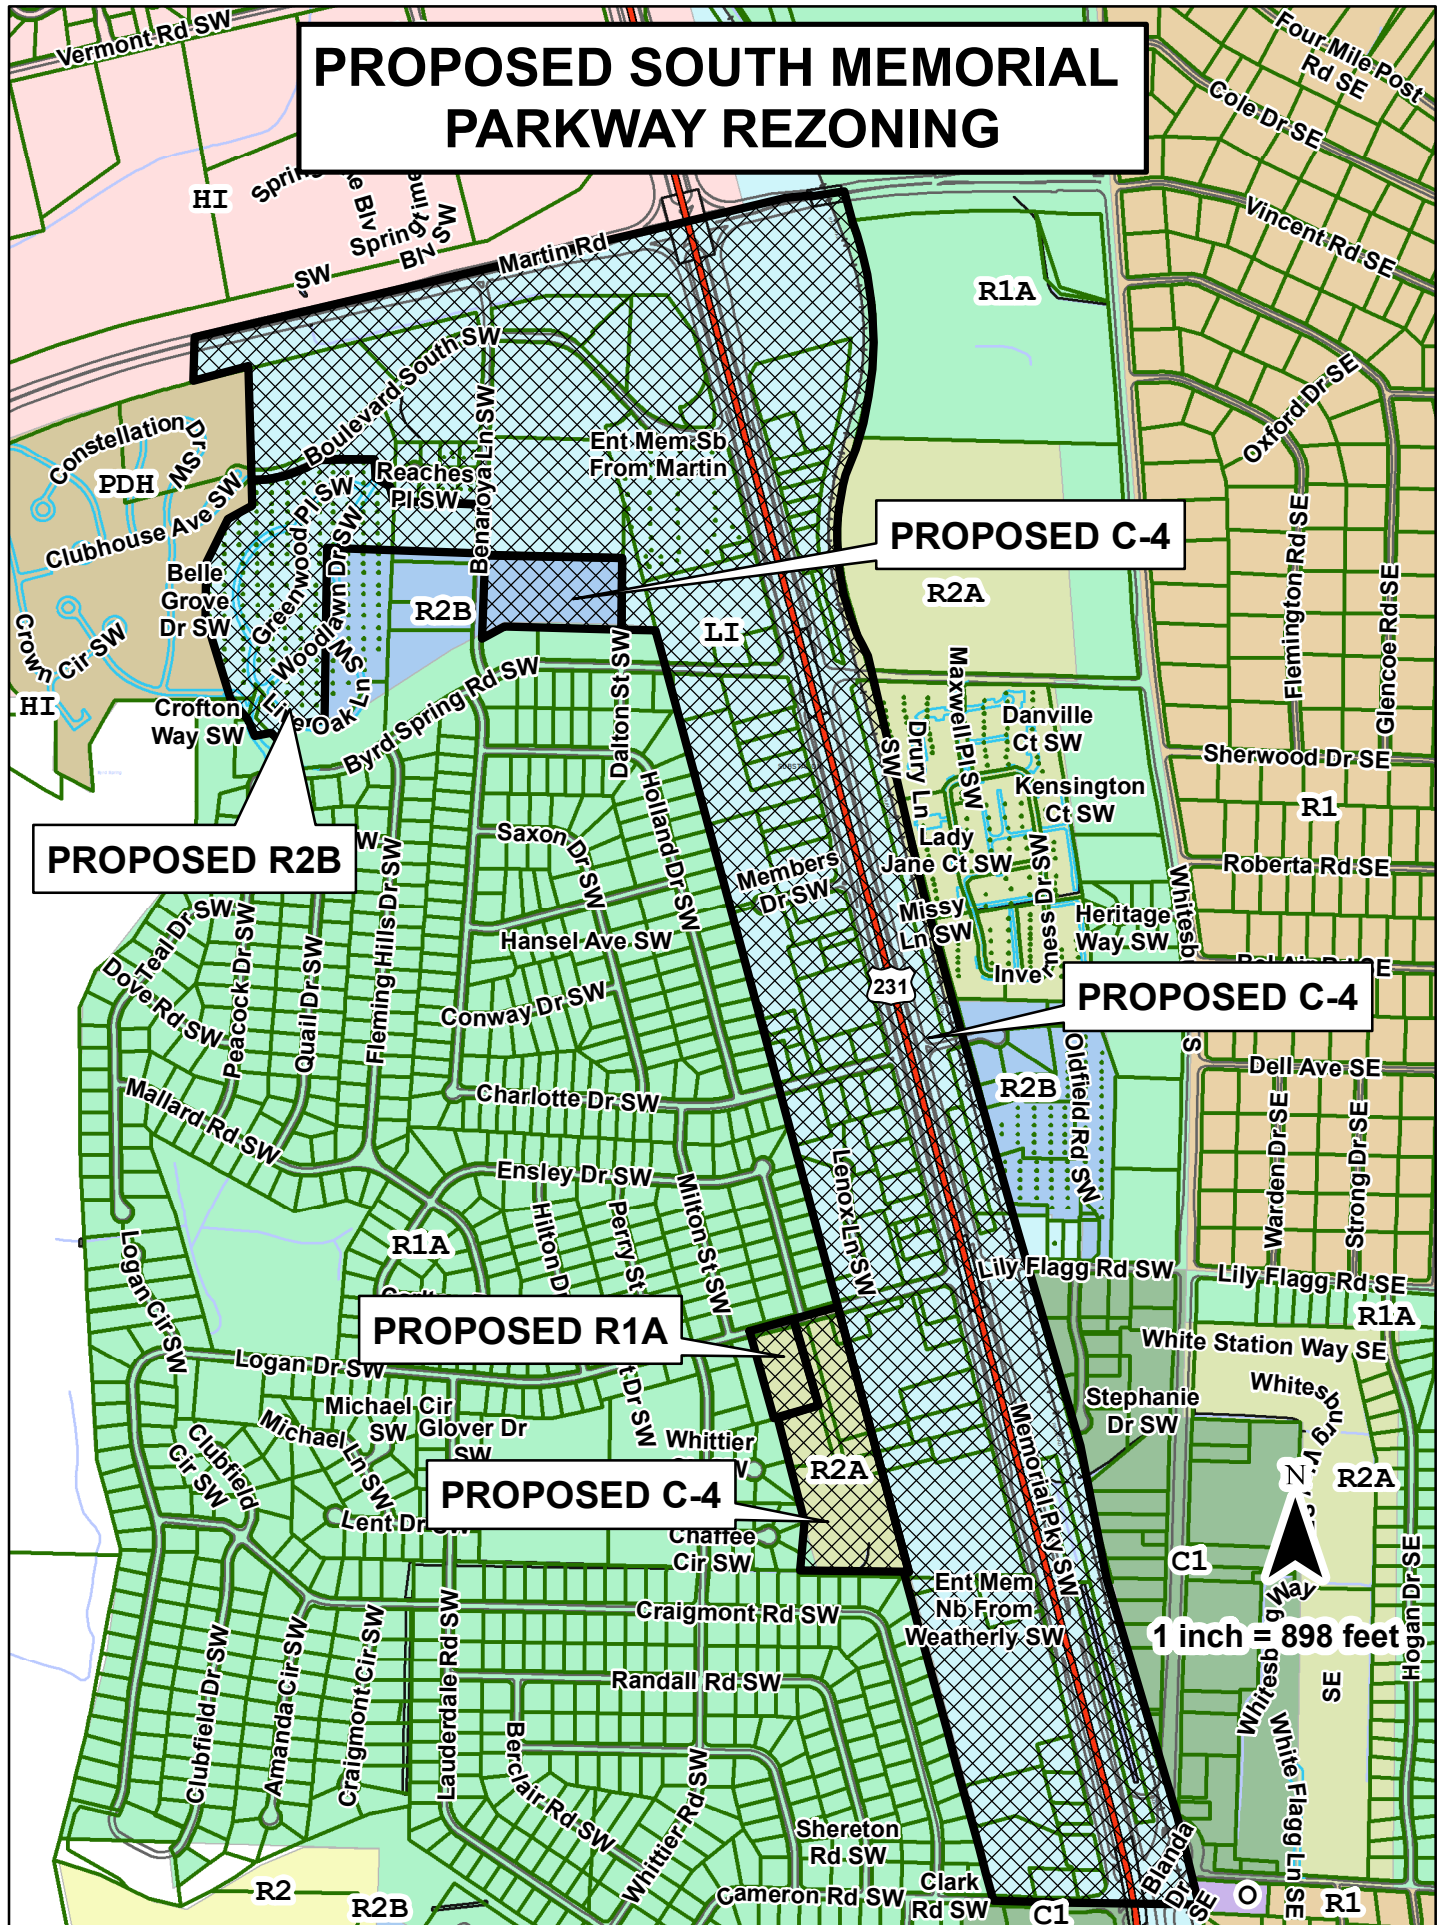 PROPOSED SOUTH MEMORIAL
PARKWAY REZONING
Vermont Rd SW
Four Mile Post
Rd SE
Cole Dr SE
Vincent Rd SE
HI
SW
Martin Rd
R1A
Boulevard South SW
Oxford Dr SE
Constellation
Dr
SW
PDH
Clubhouse Ave SW
Reaches
Pl SW
Benaroya Ln SW
Ent Mem Sb
From Martin
PROPOSED C-4
Belle
Grove
Dr SW
Greenwood Pl SW
Woodlawn Dr SW
R2B
R2A
LI
Flemington Rd SE
Glencoe Rd SE
Crown
Cir SW
HI
Crofton
Way SW
Live Oak Ln
SW
Byrd Spring Rd SW
Dalton St SW
Maxwell Pl SW
Danville
Ct SW
Drury Ln
SW
Sherwood Dr SE
Kensington
Ct SW
R1
PROPOSED R2B
Holland Dr SW
Saxon Dr SW
Lady
Jane Ct SW
Roberta Rd SE
Members
Dr SW
Missy
Ln SW
Heritage
Way SW
Teal Dr SW
Dove Rd SW
Peacock Dr SW
Quail Dr SW
Fleming Hills Dr SW
Hansel Ave SW
231
PROPOSED C-4
Conway Dr SW
Oldfield Rd SW
Dell Ave SE
R2B
Mallard Rd SW
Charlotte Dr SW
Warden Dr SE
Strong Dr SE
Ensley Dr SW
Lenox Ln SW
Milton St SW
R1A
Logan Cir SW
Lily Flagg Rd SW
Lily Flagg Rd SE
R1A
PROPOSED R1A
White Station Way SE
Logan Dr SW
Michael Cir
SW
Glover Dr
SW
Michael Ln SW
Stephanie
Dr SW
Clubfield
Cir SW
Whittier
R2A
Memorial Pky SW
N
R2A
PROPOSED C-4
Lent Dr SW
Chaffee
Cir SW
C1
Ent Mem
Nb From
Weatherly SW
Craigmont Rd SW
1 inch = 898 feet
Hogan Dr SE
Whitesburg Way
SE
Randall Rd SW
Clubfield Dr SW
Amanda Cir SW
Craigmont Cir SW
Lauderdale Rd SW
Berclair Rd SW
Whittier Rd SW
White Flagg Ln SE
Shereton
Rd SW
Blanda
Dr SE
Cameron Rd SW
Clark
Rd SW
R2
R2B
C1
O
R1